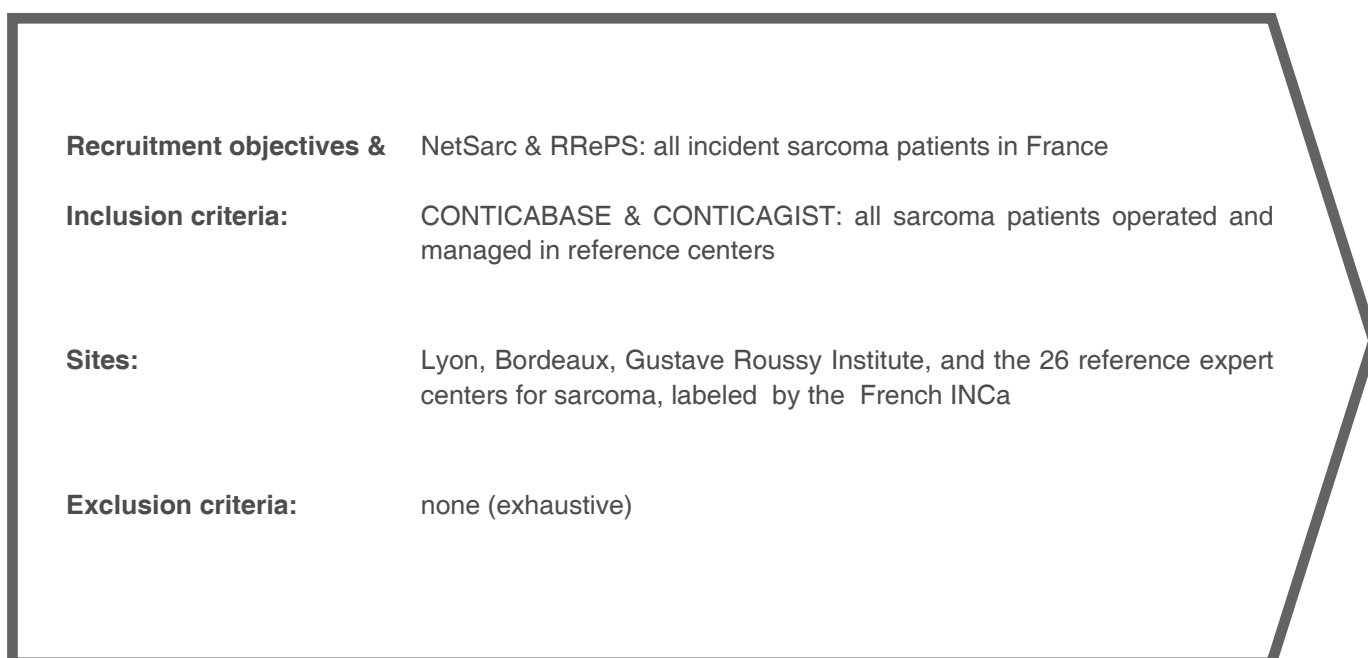 Recruitment objectives & NetSarc & RRePS: all incident sarcoma patients in France
Inclusion criteria: CONTICABASE & CONTICAGIST: all sarcoma patients operated and
managed in reference centers
Sites: Lyon, Bordeaux, Gustave Roussy Institute, and the 26 reference expert
centers for sarcoma, labeled by the French INCa
Exclusion criteria: none (exhaustive)